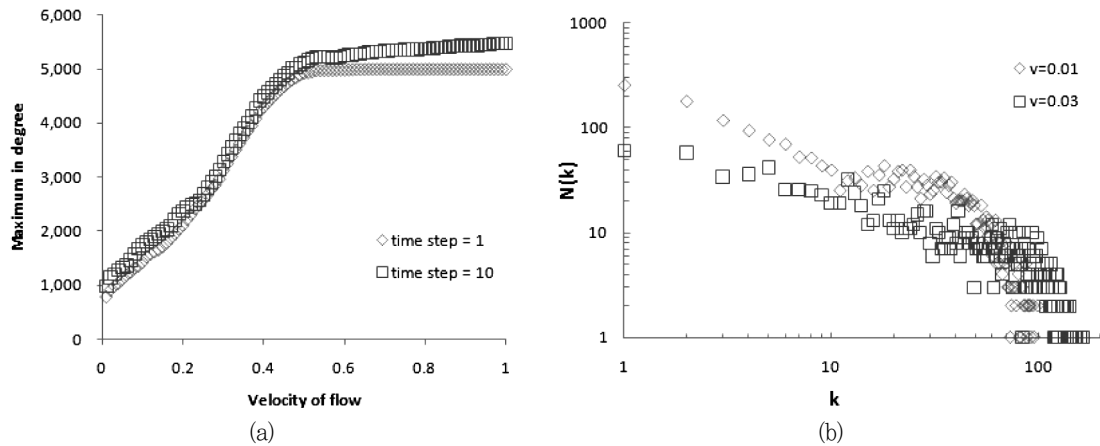 6,000
5,000
4,000
3,000
2,000
1,000
0
Maximum in degree
time step = 1
time step = 10
0 0.2 0.4 0.6 0.8 1
Velocity of flow
(a)
1000
100
10
1
N(k)
v=0.01
v=0.03
1 10 100
k
(b)